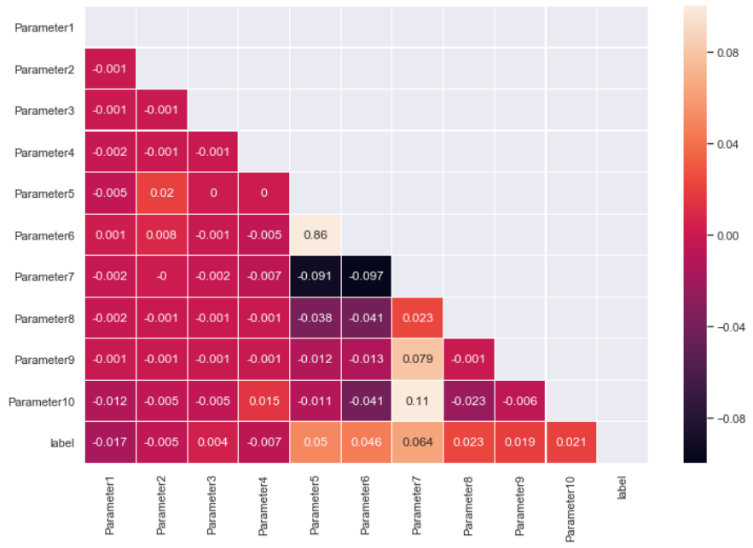 Parameter1
Parameter2 -0.001
Parameter3 -0.001 -0.001
Parameter4 -0.002 -0.001 -0.001
Parameter5 -0.005 0.02 0 0
Parameter6 0.001 0.008 -0.001 -0.005 0.86
Parameter7 -0.002 -0 -0.002 -0.007 -0.091 -0.097
Parameter8 -0.002 -0.001 -0.001 -0.001 -0.038 -0.041 0.023
Parameter9 -0.001 -0.001 -0.001 -0.001 -0.012 -0.013 0.079 -0.001
Parameter10 -0.012 -0.005 -0.005 0.015 -0.011 -0.041 0.11 -0.023 -0.006
label -0.017 -0.005 0.004 -0.007 0.05 0.046 0.064 0.023 0.019 0.021
Parameter1 Parameter2 Parameter3 Parameter4 Parameter5 Parameter6 Parameter7 Parameter8 Parameter9 Parameter10 label
0.08
0.04
0.00
-0.04
-0.08